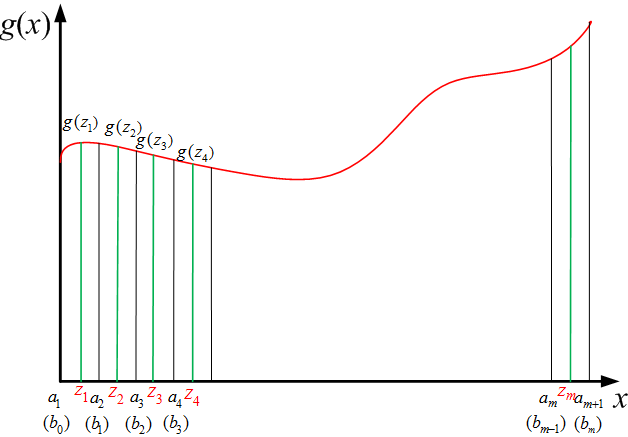 g(x)
g(z₁) g(z₂) g(z₃) g(z₄)
a₁ z₁ a₂ z₂ a₃ z₃ a₄ z₄ aₘ zₘ aₘ₊₁ x
(b₀) (b₁) (b₂) (b₃) (bₘ₋₁) (bₘ)